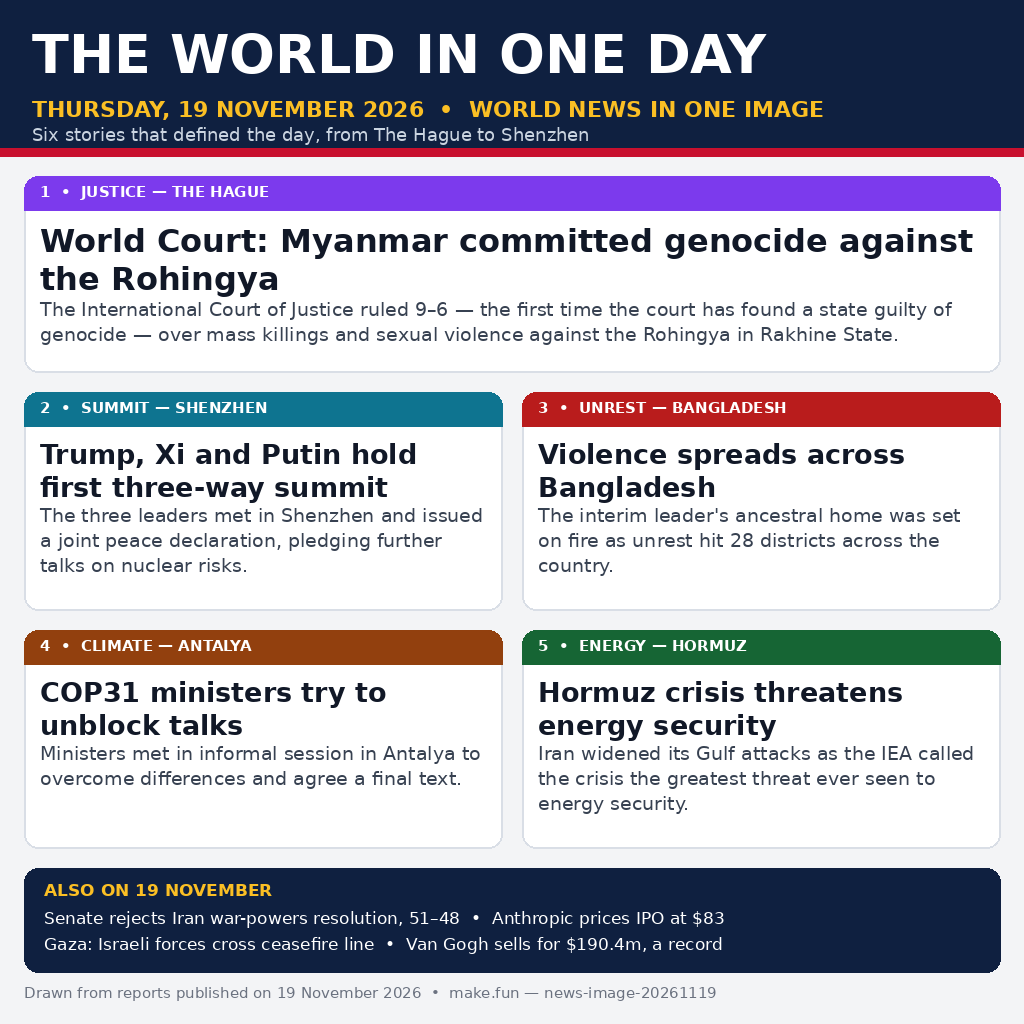 THE WORLD IN ONE DAY
THURSDAY, 19 NOVEMBER 2026 • WORLD NEWS IN ONE IMAGE
Six stories that defined the day, from The Hague to Shenzhen
1 • JUSTICE — THE HAGUE
World Court: Myanmar committed genocide against
the Rohingya
The International Court of Justice ruled 9–6 — the first time the court has found a state guilty of
genocide — over mass killings and sexual violence against the Rohingya in Rakhine State.
2 • SUMMIT — SHENZHEN
Trump, Xi and Putin hold
first three-way summit
The three leaders met in Shenzhen and issued
a joint peace declaration, pledging further
talks on nuclear risks.
3 • UNREST — BANGLADESH
Violence spreads across
Bangladesh
The interim leader's ancestral home was set
on fire as unrest hit 28 districts across the
country.
4 • CLIMATE — ANTALYA
COP31 ministers try to
unblock talks
Ministers met in informal session in Antalya to
overcome differences and agree a final text.
5 • ENERGY — HORMUZ
Hormuz crisis threatens
energy security
Iran widened its Gulf attacks as the IEA called
the crisis the greatest threat ever seen to
energy security.
ALSO ON 19 NOVEMBER
Senate rejects Iran war-powers resolution, 51–48 • Anthropic prices IPO at $83
Gaza: Israeli forces cross ceasefire line • Van Gogh sells for $190.4m, a record
Drawn from reports published on 19 November 2026 • make.fun — news-image-20261119